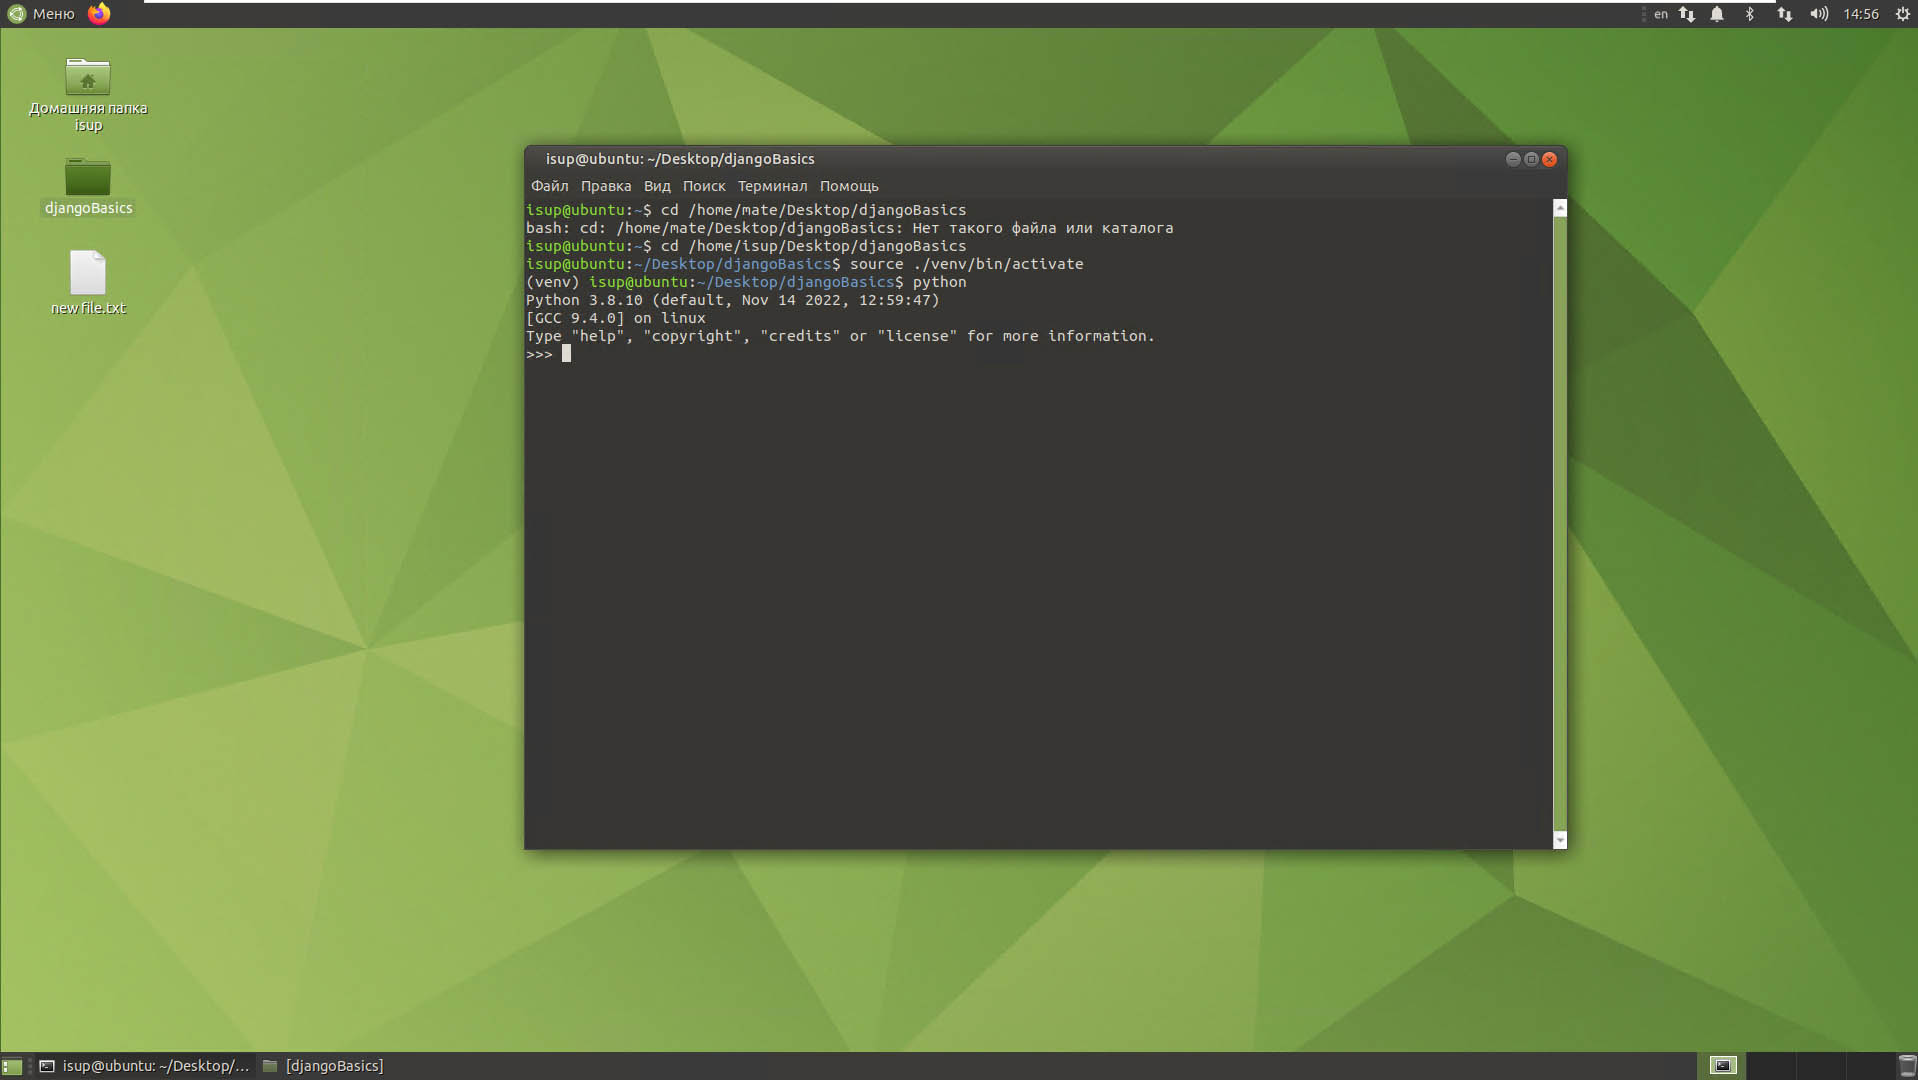 Меню
en
14:56
Домашняя папка
isup
djangoBasics
new file.txt
isup@ubuntu: ~/Desktop/djangoBasics
Файл Правка Вид Поиск Терминал Помощь
isup@ubuntu:~$ cd /home/mate/Desktop/djangoBasics
bash: cd: /home/mate/Desktop/djangoBasics: Нет такого файла или каталога
isup@ubuntu:~$ cd /home/isup/Desktop/djangoBasics
isup@ubuntu:~/Desktop/djangoBasics$ source ./venv/bin/activate
(venv) isup@ubuntu:~/Desktop/djangoBasics$ python
Python 3.8.10 (default, Nov 14 2022, 12:59:47)
[GCC 9.4.0] on linux
Type "help", "copyright", "credits" or "license" for more information.
>>>
isup@ubuntu: ~/Desktop/...
[djangoBasics]